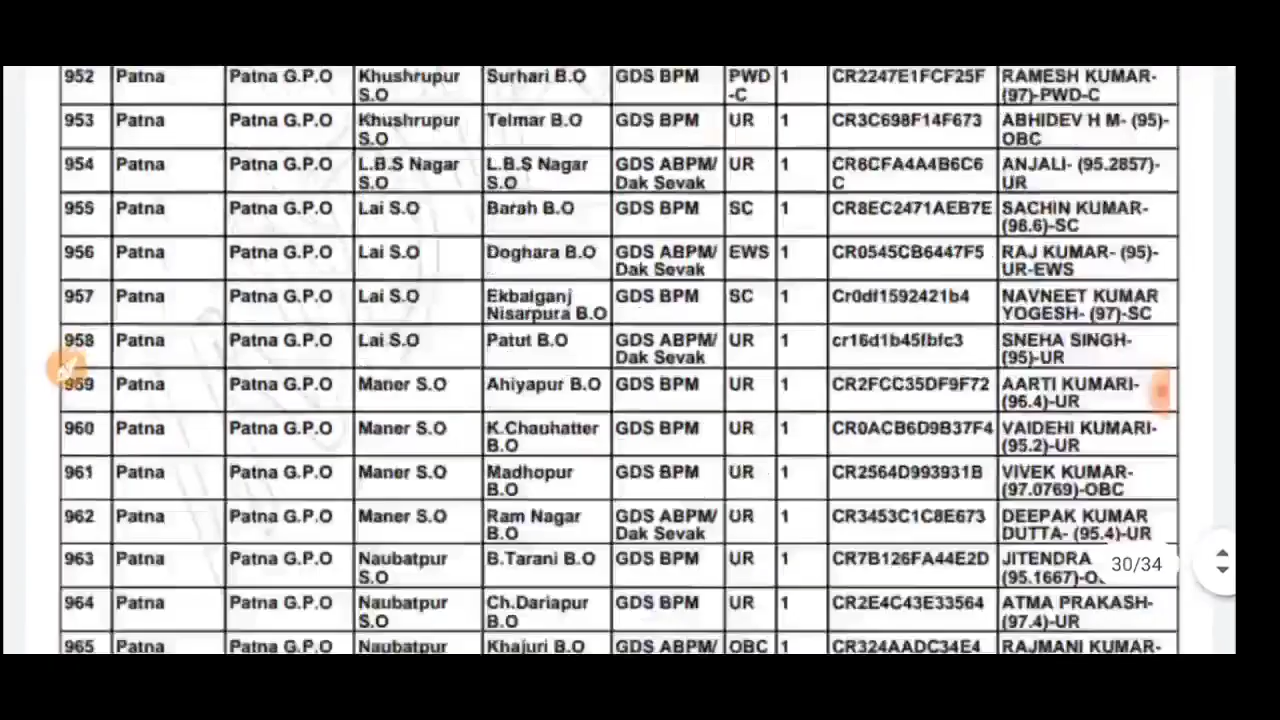 952 Patna Patna G.P.O Khushrupur S.O Surhari B.O GDS BPM PWD -C 1 CR2247E1FCF25F RAMESH KUMAR- (97)-PWD-C
953 Patna Patna G.P.O Khushrupur S.O Telmar B.O GDS BPM UR 1 CR3C698F14F673 ABHIDEV H M- (95)- OBC
954 Patna Patna G.P.O L.B.S Nagar S.O L.B.S Nagar S.O GDS ABPM/ Dak Sevak UR 1 CR8CFA4A4B6C6 C ANJALI- (95.2857)- UR
955 Patna Patna G.P.O Lai S.O Barah B.O GDS BPM SC 1 CR8EC2471AEB7E SACHIN KUMAR- (98.6)-SC
956 Patna Patna G.P.O Lai S.O Doghara B.O GDS ABPM/ Dak Sevak EWS 1 CR0545CB6447F5 RAJ KUMAR- (95)- UR-EWS
957 Patna Patna G.P.O Lai S.O Ekbalganj Nisarpura B.O GDS BPM SC 1 Cr0df1592421b4 NAVNEET KUMAR YOGESH- (97)-SC
958 Patna Patna G.P.O Lai S.O Patut B.O GDS ABPM/ Dak Sevak UR 1 cr16d1b45fbfc3 SNEHA SINGH- (95)-UR
959 Patna Patna G.P.O Maner S.O Ahiyapur B.O GDS BPM UR 1 CR2FCC35DF9F72 AARTI KUMARI- (95.4)-UR
960 Patna Patna G.P.O Maner S.O K.Chauhatter B.O GDS BPM UR 1 CR0ACB6D9B37F4 VAIDEHI KUMARI- (95.2)-UR
961 Patna Patna G.P.O Maner S.O Madhopur B.O GDS BPM UR 1 CR2564D993931B VIVEK KUMAR- (97.0769)-OBC
962 Patna Patna G.P.O Maner S.O Ram Nagar B.O GDS ABPM/ Dak Sevak UR 1 CR3453C1C8E673 DEEPAK KUMAR DUTTA- (95.4)-UR
963 Patna Patna G.P.O Naubatpur S.O B.Tarani B.O GDS BPM UR 1 CR7B126FA44E2D JITENDRA (95.1667)-O
30/34
964 Patna Patna G.P.O Naubatpur S.O Ch.Dariapur B.O GDS BPM UR 1 CR2E4C43E33564 ATMA PRAKASH- (97.4)-UR
965 Patna Patna G.P.O Naubatpur Khajuri B.O GDS ABPM/ OBC 1 CR324AADC34E4 RAJMANI KUMAR-